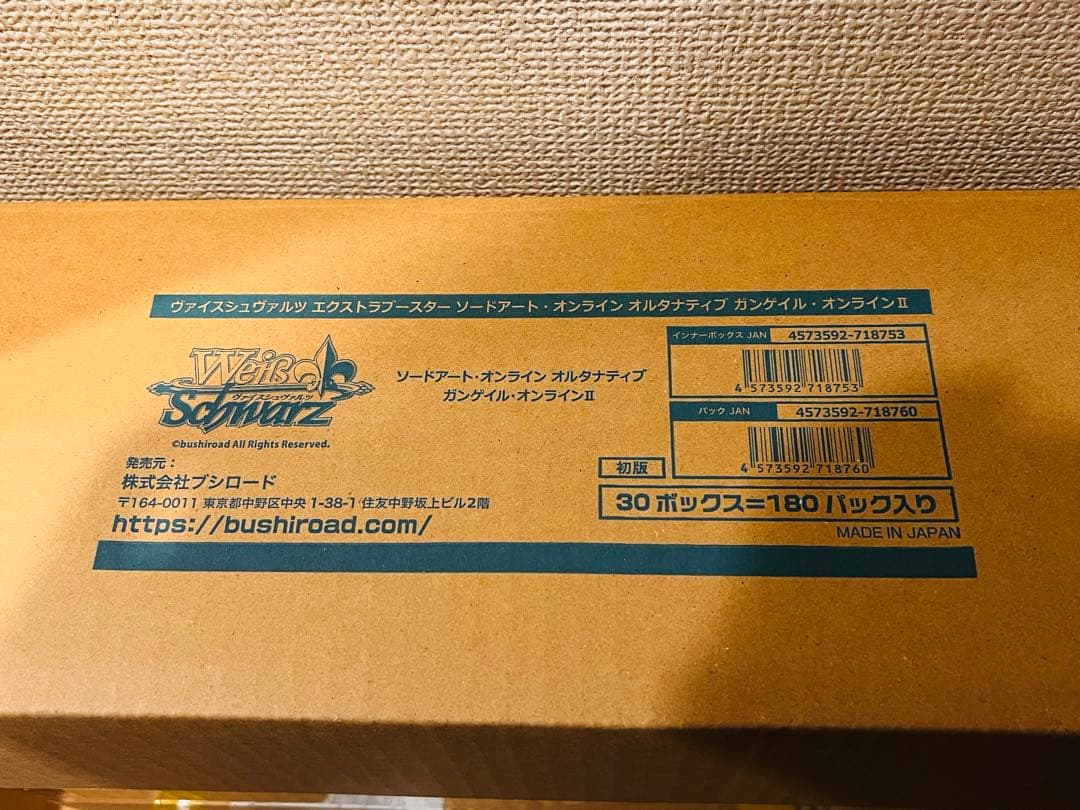 ヴァイスシュヴァルツ エクストラブースター ソードアート・オンライン オルタナティブ ガンゲイル・オンラインⅡ
Weiß
ヴァイスシュヴァルツ
Schwarz
©bushiroad All Rights Reserved.
ソードアート・オンライン オルタナティブ
ガンゲイル・オンラインⅡ
インナーボックス JAN 4573592-718753
4 573592 718753
パック JAN 4573592-718760
4 573592 718760
発売元:
株式会社ブシロード
〒164-0011 東京都中野区中央 1-38-1 住友中野坂上ビル2階
https://bushiroad.com/
初版
30 ボックス=180 パック入り
MADE IN JAPAN